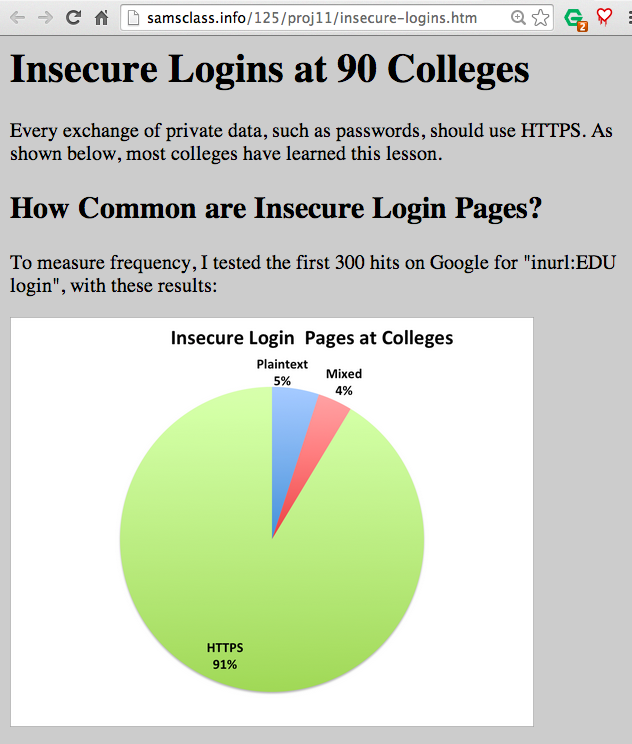 samsclass.info/125/proj11/insecure-logins.htm
2
Insecure Logins at 90 Colleges
Every exchange of private data, such as passwords, should use HTTPS. As
shown below, most colleges have learned this lesson.
How Common are Insecure Login Pages?
To measure frequency, I tested the first 300 hits on Google for "inurl:EDU
login", with these results:
Insecure Login  Pages at Colleges
Plaintext
5%
Mixed
4%
HTTPS
91%